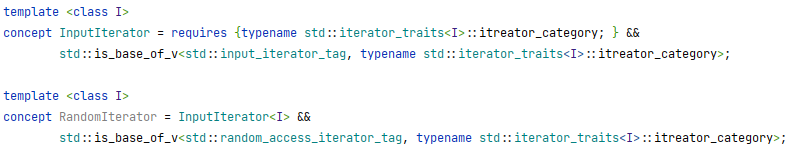 template <class I>
concept InputIterator = requires {typename std::iterator_traits<I>::itreator_category; } &&
        std::is_base_of_v<std::input_iterator_tag, typename std::iterator_traits<I>::itreator_category>;
template <class I>
concept RandomIterator = InputIterator<I> &&
        std::is_base_of_v<std::random_access_iterator_tag, typename std::iterator_traits<I>::itreator_category>;